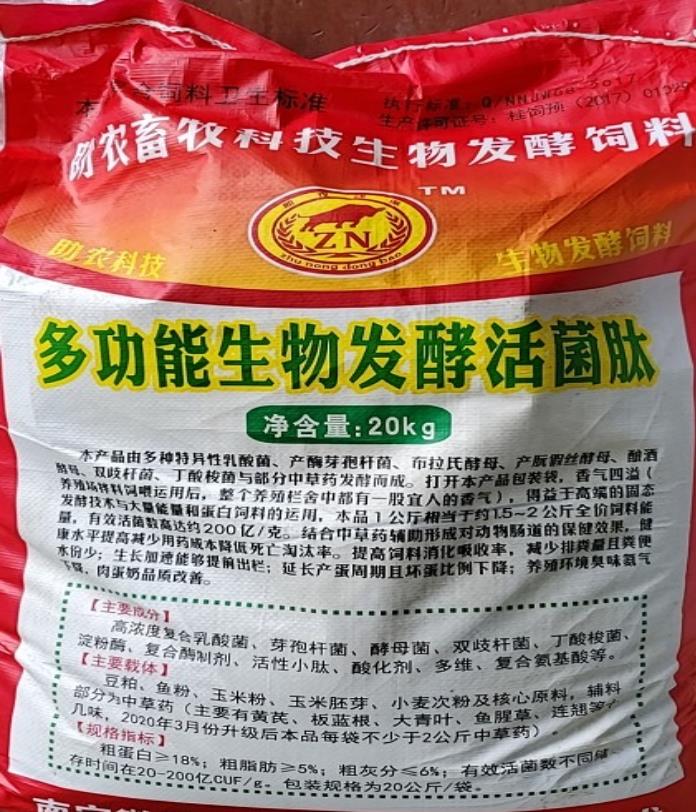 本 合饲料卫生标准
执行标准：Q/NNJW68-3017
生产许可证号：桂饲预（2017）01029
助农畜牧科技生物发酵饲料
TM
ZN
zhu nong dong bao
助农科技
生物发酵饲料
多功能生物发酵活菌肽
净含量:20kg
本产品由多种特异性乳酸菌、产酶芽孢杆菌、布拉氏酵母、产朊假丝酵母、酿酒
酵母、双歧杆菌、丁酸梭菌与部分中草药发酵而成。打开本产品包装袋，香气四溢（
养殖场拌料饲喂运用后，整个养殖栏舍中都有一股宜人的香气），得益于高端的固态
发酵技术与大量能量和蛋白饲料的运用，本品1公斤相当于约1.5~2公斤全价饲料能
量，有效活菌数高达约200亿/克。结合中草药辅助形成对动物肠道的保健效果，健
康水平提高减少用药成本降低死亡淘汰率。提高饲料消化吸收率，减少排粪量且粪便
水份少；生长加速能够提前出栏；延长产蛋周期且坏蛋比例下降；养殖环境臭味氨气
下降，肉蛋奶品质改善。
【主要成分】
高浓度复合乳酸菌、芽孢杆菌、酵母菌、双歧杆菌、丁酸梭菌、
淀粉酶、复合酶制剂、活性小肽、酸化剂、多维、复合氨基酸等。
【主要载体】
豆粕、鱼粉、玉米粉、玉米胚芽、小麦次粉及核心原料，辅料
部分为中草药（主要有黄芪、板蓝根、大青叶、鱼腥草、连翘等
几味，2020年3月份升级后本品每袋不少于2公斤中草药）。
【规格指标】
粗蛋白≥18%；粗脂肪≥5%；粗灰分≤6%；有效活菌数不同储
存时间在20-200亿CUF/g。包装规格为20公斤/袋。